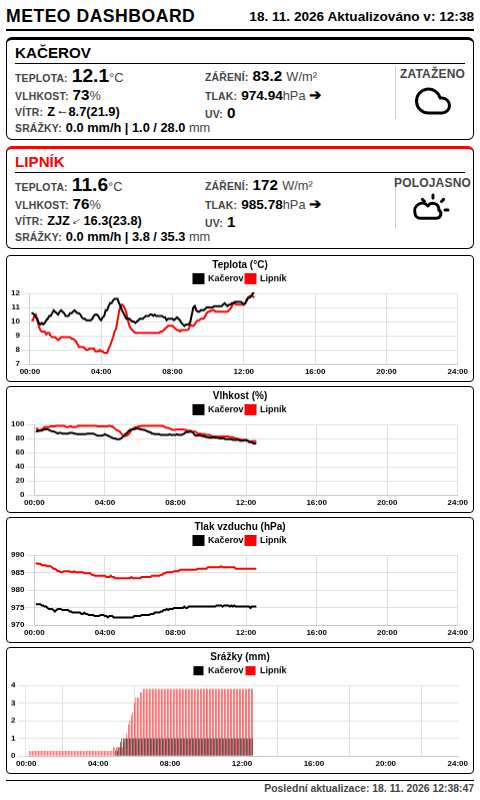 METEO DASHBOARD 18. 11. 2026 Aktualizováno v: 12:38
KAČEROV
TEPLOTA: 12.1°C
VLHKOST: 73%
VÍTR: Z ←8.7(21.9)
SRÁŽKY: 0.0 mm/h | 1.0 / 28.0 mm
ZÁŘENÍ: 83.2 W/m²
TLAK: 974.94hPa ➔
UV: 0
ZATAŽENO
LIPNÍK
TEPLOTA: 11.6°C
VLHKOST: 76%
VÍTR: ZJZ ← 16.3(23.8)
SRÁŽKY: 0.0 mm/h | 3.8 / 35.3 mm
ZÁŘENÍ: 172 W/m²
TLAK: 985.78hPa ➔
UV: 1
POLOJASNO
Teplota (°C)
Kačerov Lipník
12
11
10
9
8
7
00:00 04:00 08:00 12:00 16:00 20:00 24:00
Vlhkost (%)
Kačerov Lipník
100
80
60
40
20
0
00:00 04:00 08:00 12:00 16:00 20:00 24:00
Tlak vzduchu (hPa)
Kačerov Lipník
990
985
980
975
970
00:00 04:00 08:00 12:00 16:00 20:00 24:00
Srážky (mm)
Kačerov Lipník
4
3
2
1
0
00:00 04:00 08:00 12:00 16:00 20:00 24:00
Poslední aktualizace: 18. 11. 2026 12:38:47